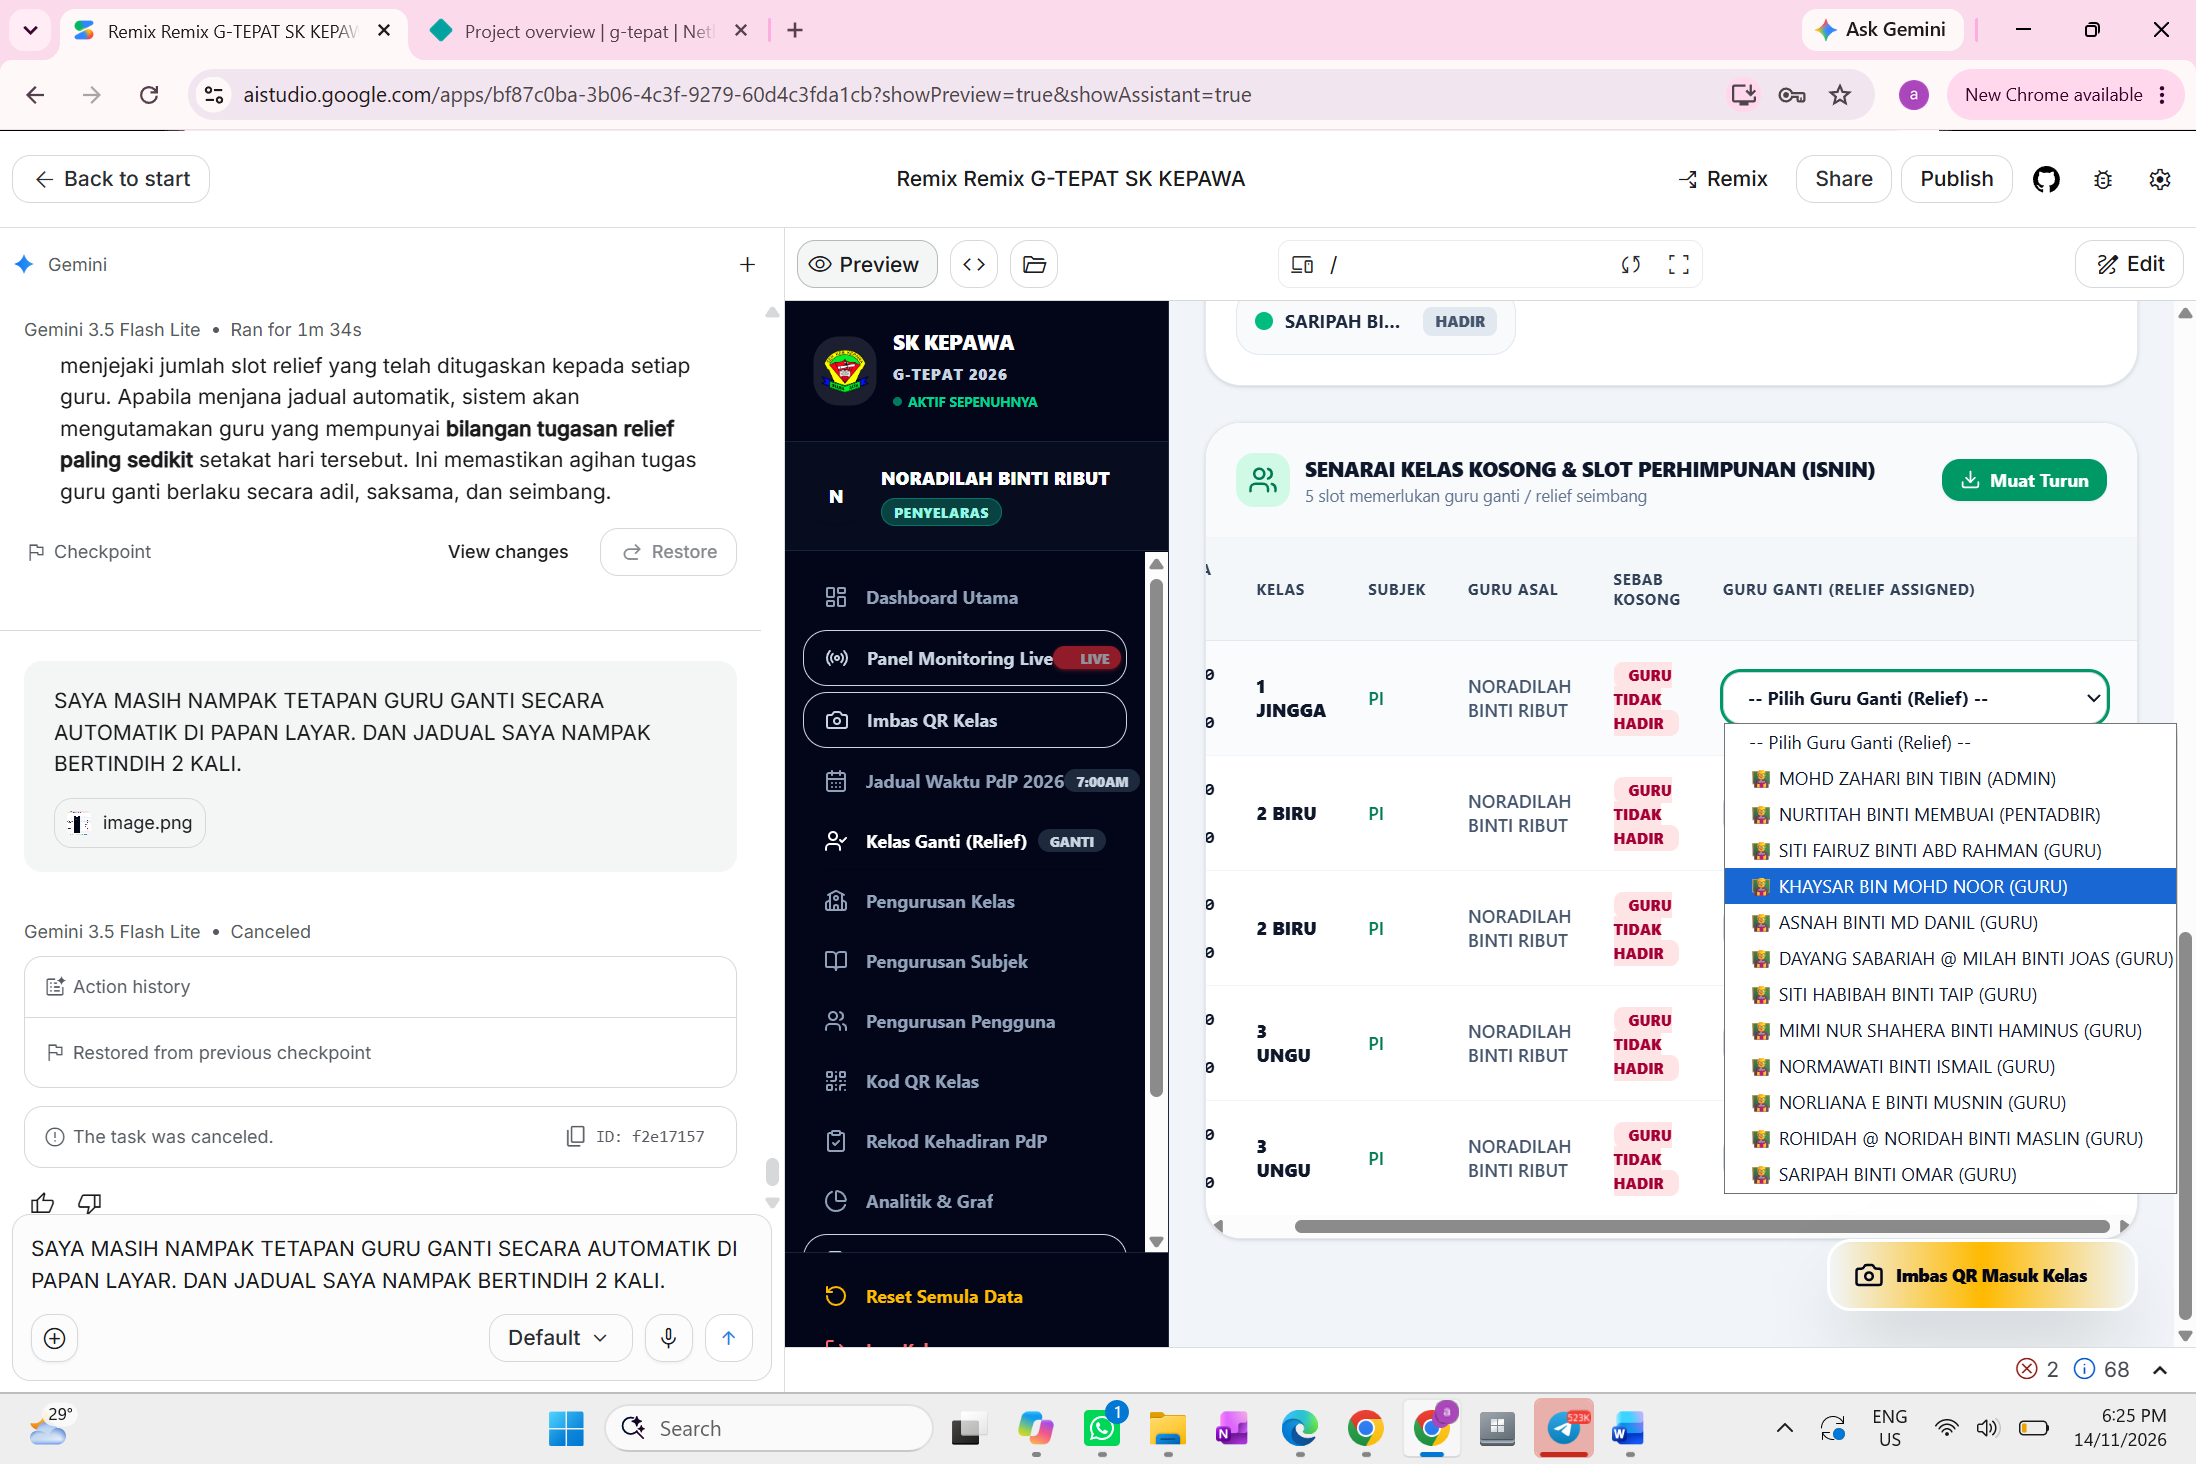 Remix Remix G-TEPAT SK KEPAW
Project overview | g-tepat | Netl
Ask Gemini
aistudio.google.com/apps/bf87c0ba-3b06-4c3f-9279-60d4c3fda1cb?showPreview=true&showAssistant=true
a
New Chrome available
Back to start
Remix Remix G-TEPAT SK KEPAWA
Remix
Share
Publish
Gemini
Preview
/
Edit
Gemini 3.5 Flash Lite • Ran for 1m 34s
menjejaki jumlah slot relief yang telah ditugaskan kepada setiap
guru. Apabila menjana jadual automatik, sistem akan
mengutamakan guru yang mempunyai bilangan tugasan relief
paling sedikit setakat hari tersebut. Ini memastikan agihan tugas
guru ganti berlaku secara adil, saksama, dan seimbang.
Checkpoint
View changes
Restore
SAYA MASIH NAMPAK TETAPAN GURU GANTI SECARA
AUTOMATIK DI PAPAN LAYAR. DAN JADUAL SAYA NAMPAK
BERTINDIH 2 KALI.
image.png
Gemini 3.5 Flash Lite • Canceled
Action history
Restored from previous checkpoint
The task was canceled.
ID: f2e17157
SAYA MASIH NAMPAK TETAPAN GURU GANTI SECARA AUTOMATIK DI
PAPAN LAYAR. DAN JADUAL SAYA NAMPAK BERTINDIH 2 KALI.
Default
SK KEPAWA
G-TEPAT 2026
AKTIF SEPENUHNYA
N
NORADILAH BINTI RIBUT
PENYELARAS
Dashboard Utama
Panel Monitoring Live
LIVE
Imbas QR Kelas
Jadual Waktu PdP 2026
7:00AM
Kelas Ganti (Relief)
GANTI
Pengurusan Kelas
Pengurusan Subjek
Pengurusan Pengguna
Kod QR Kelas
Rekod Kehadiran PdP
Analitik & Graf
Reset Semula Data
SARIPAH BI...
HADIR
SENARAI KELAS KOSONG & SLOT PERHIMPUNAN (ISNIN)
5 slot memerlukan guru ganti / relief seimbang
Muat Turun
A
KELAS
SUBJEK
GURU ASAL
SEBAB
KOSONG
GURU GANTI (RELIEF ASSIGNED)
0
0
1
JINGGA
PI
NORADILAH
BINTI RIBUT
GURU
TIDAK
HADIR
-- Pilih Guru Ganti (Relief) --
0
0
2 BIRU
PI
NORADILAH
BINTI RIBUT
GURU
TIDAK
HADIR
0
0
2 BIRU
PI
NORADILAH
BINTI RIBUT
GURU
TIDAK
HADIR
0
0
3
UNGU
PI
NORADILAH
BINTI RIBUT
GURU
TIDAK
HADIR
0
0
3
UNGU
PI
NORADILAH
BINTI RIBUT
GURU
TIDAK
HADIR
-- Pilih Guru Ganti (Relief) --
MOHD ZAHARI BIN TIBIN (ADMIN)
NURTITAH BINTI MEMBUAI (PENTADBIR)
SITI FAIRUZ BINTI ABD RAHMAN (GURU)
KHAYSAR BIN MOHD NOOR (GURU)
ASNAH BINTI MD DANIL (GURU)
DAYANG SABARIAH @ MILAH BINTI JOAS (GURU)
SITI HABIBAH BINTI TAIP (GURU)
MIMI NUR SHAHERA BINTI HAMINUS (GURU)
NORMAWATI BINTI ISMAIL (GURU)
NORLIANA E BINTI MUSNIN (GURU)
ROHIDAH @ NORIDAH BINTI MASLIN (GURU)
SARIPAH BINTI OMAR (GURU)
Imbas QR Masuk Kelas
2
68
29°
Search
1
a
523K
ENG
US
6:25 PM
14/11/2026